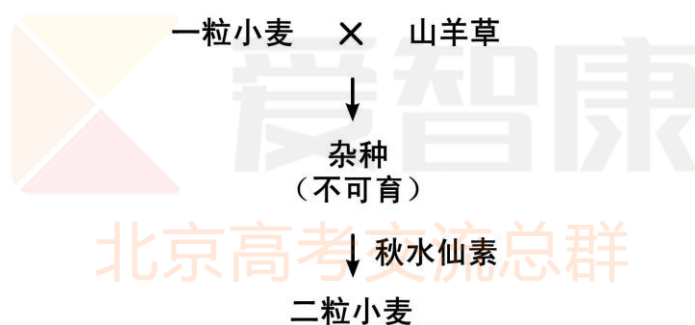 一粒小麦 × 山羊草
爱智康
杂种
（不可育）
北京高考交流总群
秋水仙素
二粒小麦